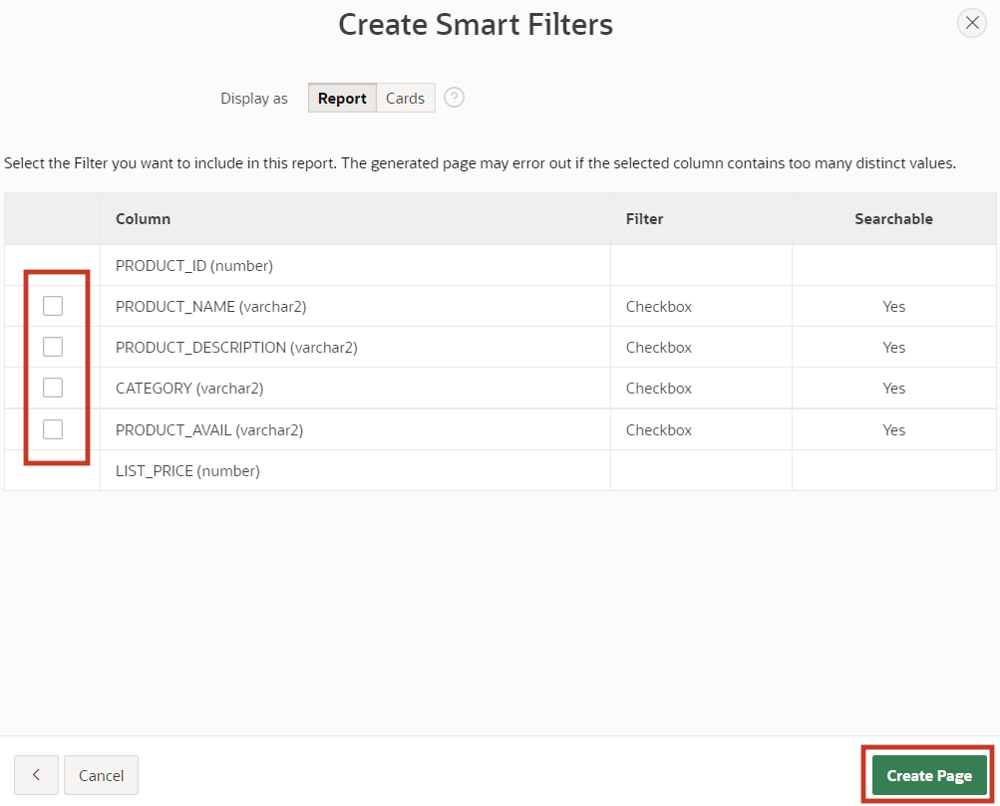 Create Smart Filters
Display as Report Cards ?
Select the Filter you want to include in this report. The generated page may error out if the selected column contains too many distinct values.
Column Filter Searchable
PRODUCT_ID (number)
PRODUCT_NAME (varchar2) Checkbox Yes
PRODUCT_DESCRIPTION (varchar2) Checkbox Yes
CATEGORY (varchar2) Checkbox Yes
PRODUCT_AVAIL (varchar2) Checkbox Yes
LIST_PRICE (number)
Cancel Create Page